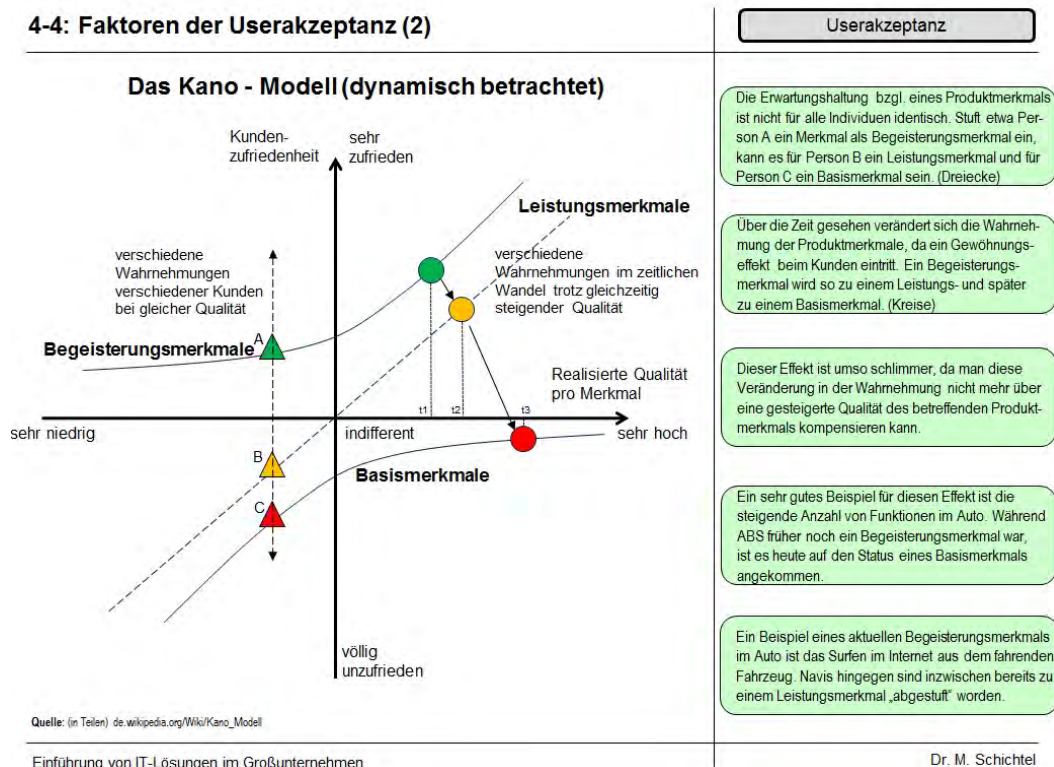 4-4: Faktoren der Userakzeptanz (2)
Userakzeptanz
Das Kano - Modell (dynamisch betrachtet)
Kunden-
zufriedenheit
sehr
zufrieden
Leistungsmerkmale
verschiedene
Wahrnehmungen
verschiedener Kunden
bei gleicher Qualität
verschiedene
Wahrnehmungen im zeitlichen
Wandel trotz gleichzeitig
steigender Qualität
A
Begeisterungsmerkmale
Realisierte Qualität
pro Merkmal
t1
t2
t3
sehr niedrig
indifferent
sehr hoch
B
Basismerkmale
C
völlig
unzufrieden
Quelle: (in Teilen) de.wikipedia.org/Wiki/Kano_Modell
Die Erwartungshaltung bzgl. eines Produktmerkmals
ist nicht für alle Individuen identisch. Stuft etwa Per-
son A ein Merkmal als Begeisterungsmerkmal ein,
kann es für Person B ein Leistungsmerkmal und für
Person C ein Basismerkmal sein. (Dreiecke)
Über die Zeit gesehen verändert sich die Wahrneh-
mung der Produktmerkmale, da ein Gewöhnungs-
effekt beim Kunden eintritt. Ein Begeisterungs-
merkmal wird so zu einem Leistungs- und später
zu einem Basismerkmal. (Kreise)
Dieser Effekt ist umso schlimmer, da man diese
Veränderung in der Wahrnehmung nicht mehr über
eine gesteigerte Qualität des betreffenden Produkt-
merkmals kompensieren kann.
Ein sehr gutes Beispiel für diesen Effekt ist die
steigende Anzahl von Funktionen im Auto. Während
ABS früher noch ein Begeisterungsmerkmal war,
ist es heute auf den Status eines Basismerkmals
angekommen.
Ein Beispiel eines aktuellen Begeisterungsmerkmals
im Auto ist das Surfen im Internet aus dem fahrenden
Fahrzeug. Navis hingegen sind inzwischen bereits zu
einem Leistungsmerkmal „abgestuft" worden.
Einführung von IT-Lösungen im Großunternehmen
Dr. M. Schichtel